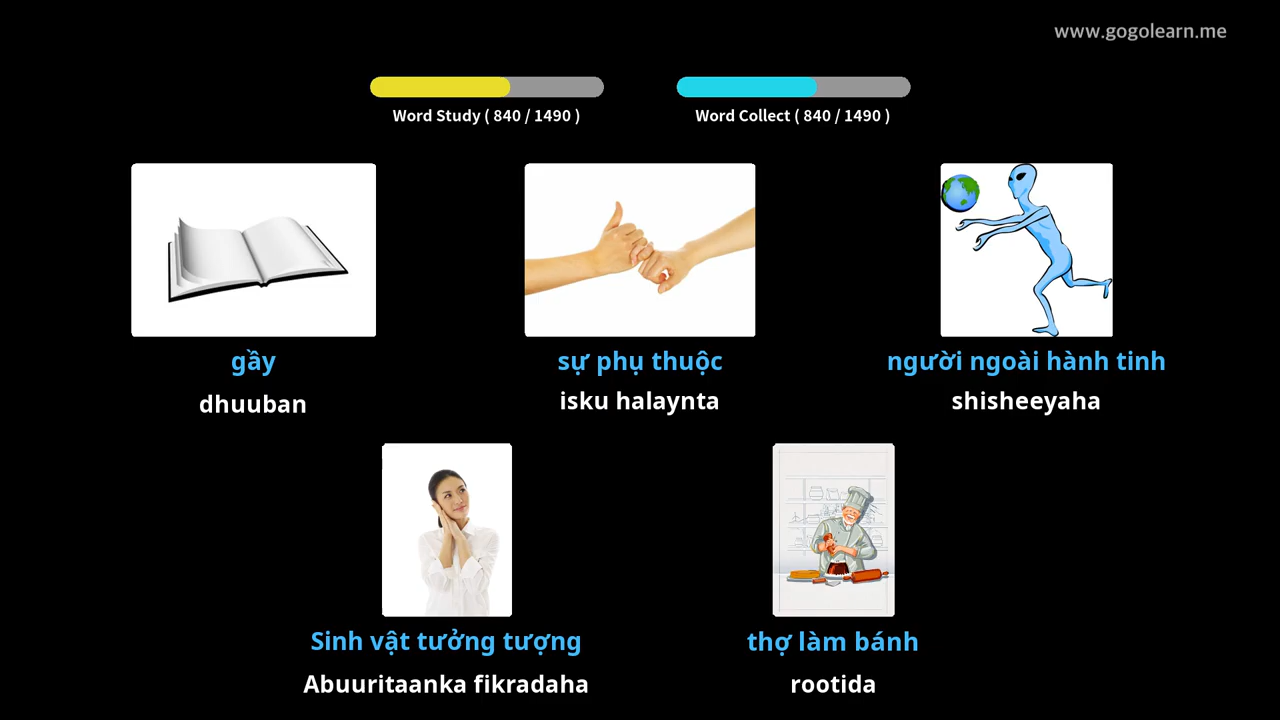 www.gogolearn.me
Word Study ( 840 / 1490 )
Word Collect ( 840 / 1490 )
gầy
dhuuban
sự phụ thuộc
isku halaynta
người ngoài hành tinh
shisheeyaha
Sinh vật tưởng tượng
Abuuritaanka fikradaha
thợ làm bánh
rootida